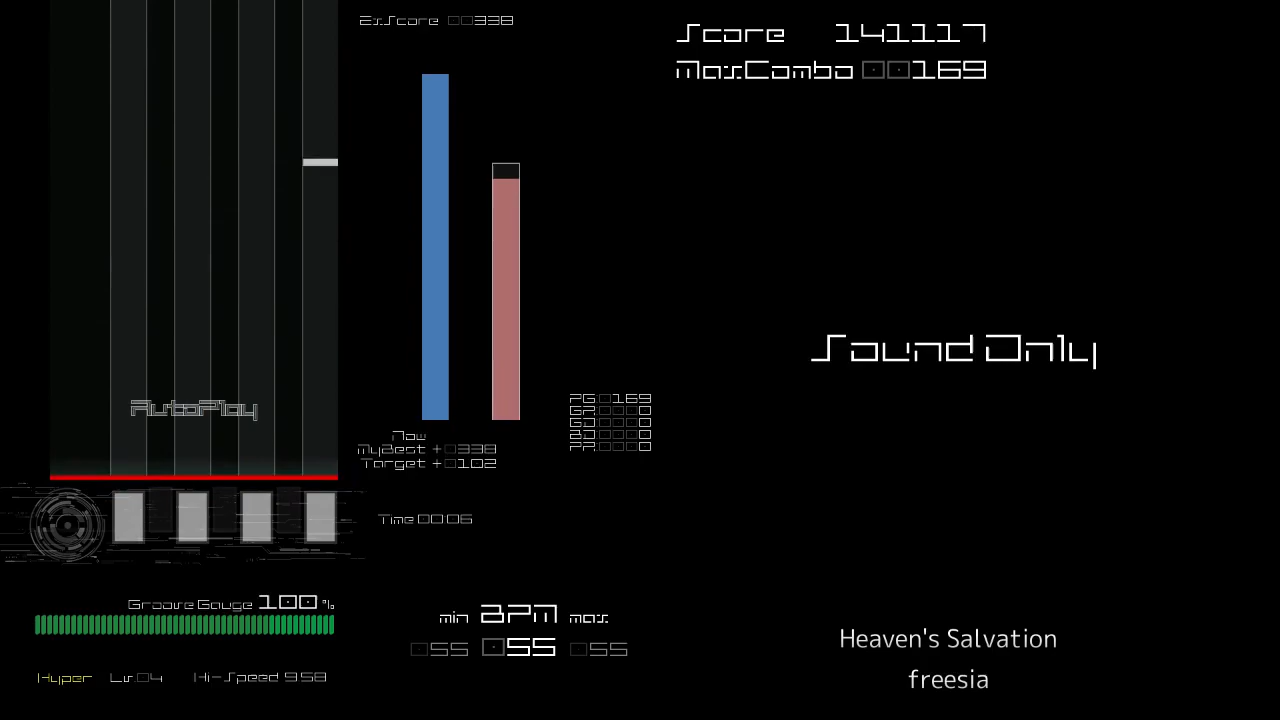 ExScore 00338
Score 141117
MaxCombo 00169
Sound Only
AutoPlay
PG:0169
GR:0000
GD:0000
BD:0000
PR:0000
Now
MyBest +0338
Target +0102
Time 00:06
Groove Gauge 100%
min BPM max
055 055 055
Hyper Lv.04 Hi-Speed 9.58
Heaven's Salvation
freesia